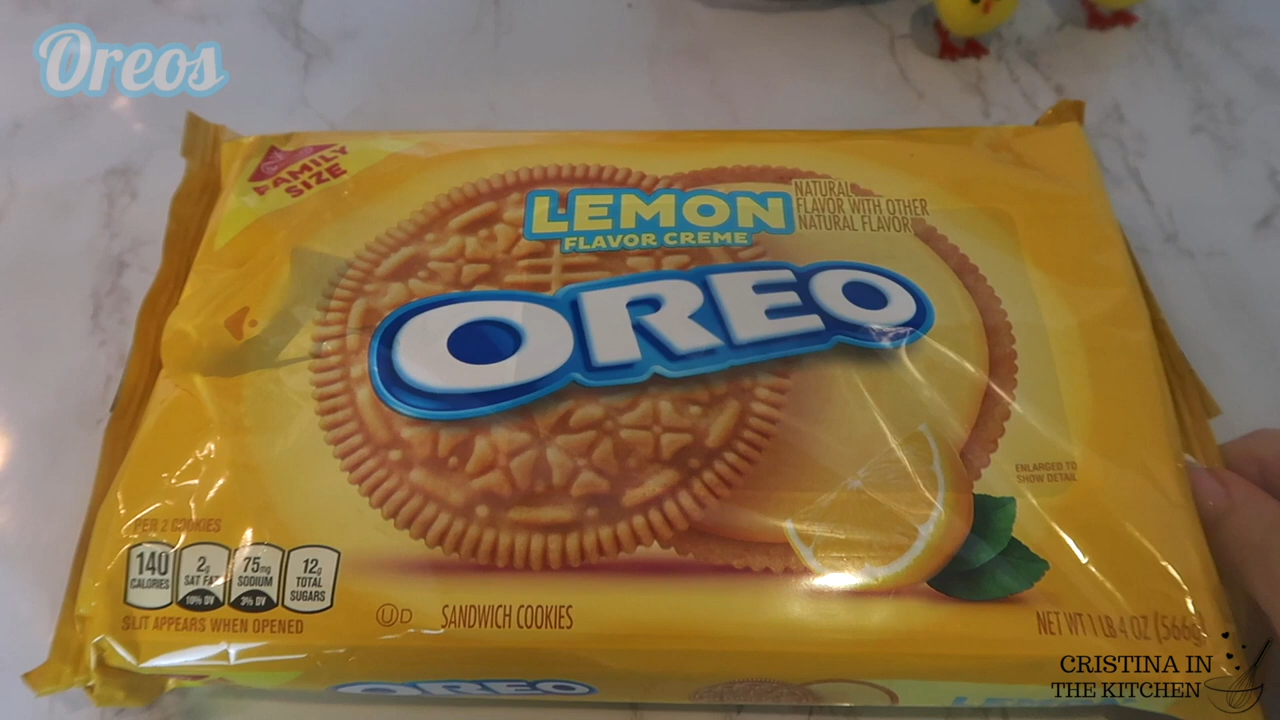 Oreos
FAMILY
SIZE
LEMON
FLAVOR CREME
NATURAL
FLAVOR WITH OTHER
NATURAL FLAVOR
OREO
ENLARGED TO
SHOW DETAIL
PER 2 COOKIES
140
CALORIES
2g
SAT FAT
10% DV
75mg
SODIUM
3% DV
12g
TOTAL
SUGARS
SLIT APPEARS WHEN OPENED
UD
SANDWICH COOKIES
NET WT 1 LB 4 OZ (566g)
OREO
CRISTINA IN
THE KITCHEN